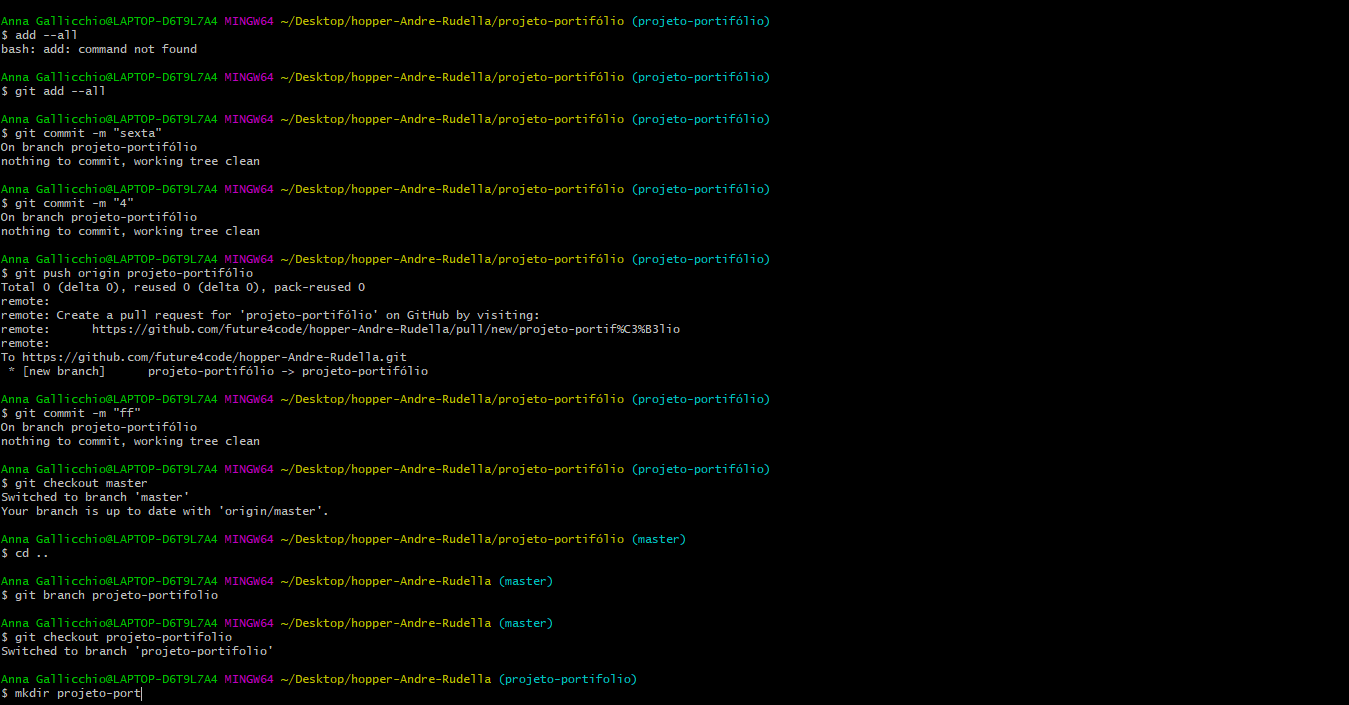 Anna Gallicchio@LAPTOP-D6T9L7A4 MINGW64 ~/Desktop/hopper-Andre-Rudella/projeto-portifólio (projeto-portifólio)
$ add --all
bash: add: command not found
Anna Gallicchio@LAPTOP-D6T9L7A4 MINGW64 ~/Desktop/hopper-Andre-Rudella/projeto-portifólio (projeto-portifólio)
$ git add --all
Anna Gallicchio@LAPTOP-D6T9L7A4 MINGW64 ~/Desktop/hopper-Andre-Rudella/projeto-portifólio (projeto-portifólio)
$ git commit -m "sexta"
On branch projeto-portifólio
nothing to commit, working tree clean
Anna Gallicchio@LAPTOP-D6T9L7A4 MINGW64 ~/Desktop/hopper-Andre-Rudella/projeto-portifólio (projeto-portifólio)
$ git commit -m "4"
On branch projeto-portifólio
nothing to commit, working tree clean
Anna Gallicchio@LAPTOP-D6T9L7A4 MINGW64 ~/Desktop/hopper-Andre-Rudella/projeto-portifólio (projeto-portifólio)
$ git push origin projeto-portifólio
Total 0 (delta 0), reused 0 (delta 0), pack-reused 0
remote:
remote: Create a pull request for 'projeto-portifólio' on GitHub by visiting:
remote:      https://github.com/future4code/hopper-Andre-Rudella/pull/new/projeto-portif%C3%B3lio
remote:
To https://github.com/future4code/hopper-Andre-Rudella.git
 * [new branch]      projeto-portifólio -> projeto-portifólio
Anna Gallicchio@LAPTOP-D6T9L7A4 MINGW64 ~/Desktop/hopper-Andre-Rudella/projeto-portifólio (projeto-portifólio)
$ git commit -m "ff"
On branch projeto-portifólio
nothing to commit, working tree clean
Anna Gallicchio@LAPTOP-D6T9L7A4 MINGW64 ~/Desktop/hopper-Andre-Rudella/projeto-portifólio (projeto-portifólio)
$ git checkout master
Switched to branch 'master'
Your branch is up to date with 'origin/master'.
Anna Gallicchio@LAPTOP-D6T9L7A4 MINGW64 ~/Desktop/hopper-Andre-Rudella/projeto-portifólio (master)
$ cd ..
Anna Gallicchio@LAPTOP-D6T9L7A4 MINGW64 ~/Desktop/hopper-Andre-Rudella (master)
$ git branch projeto-portifolio
Anna Gallicchio@LAPTOP-D6T9L7A4 MINGW64 ~/Desktop/hopper-Andre-Rudella (master)
$ git checkout projeto-portifolio
Switched to branch 'projeto-portifolio'
Anna Gallicchio@LAPTOP-D6T9L7A4 MINGW64 ~/Desktop/hopper-Andre-Rudella (projeto-portifolio)
$ mkdir projeto-port